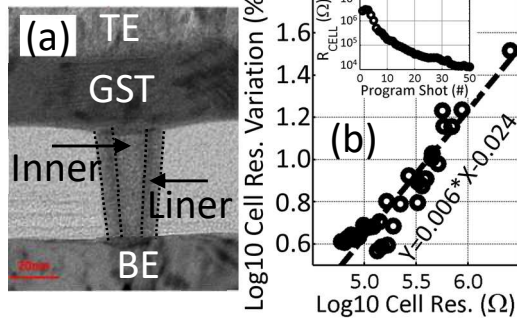 (a)
TE
GST
Inner
Liner
BE
20nm
Log10 Cell Res. Variation (%
1.6
1.4
1.2
1.0
0.8
0.6
R_CELL (Ω)
10^6
10^5
10^4
0 10 20 30 40 50
Program Shot (#)
(b)
Y=0.006*X-0.024
5.0 5.5 6.0
Log10 Cell Res. (Ω)